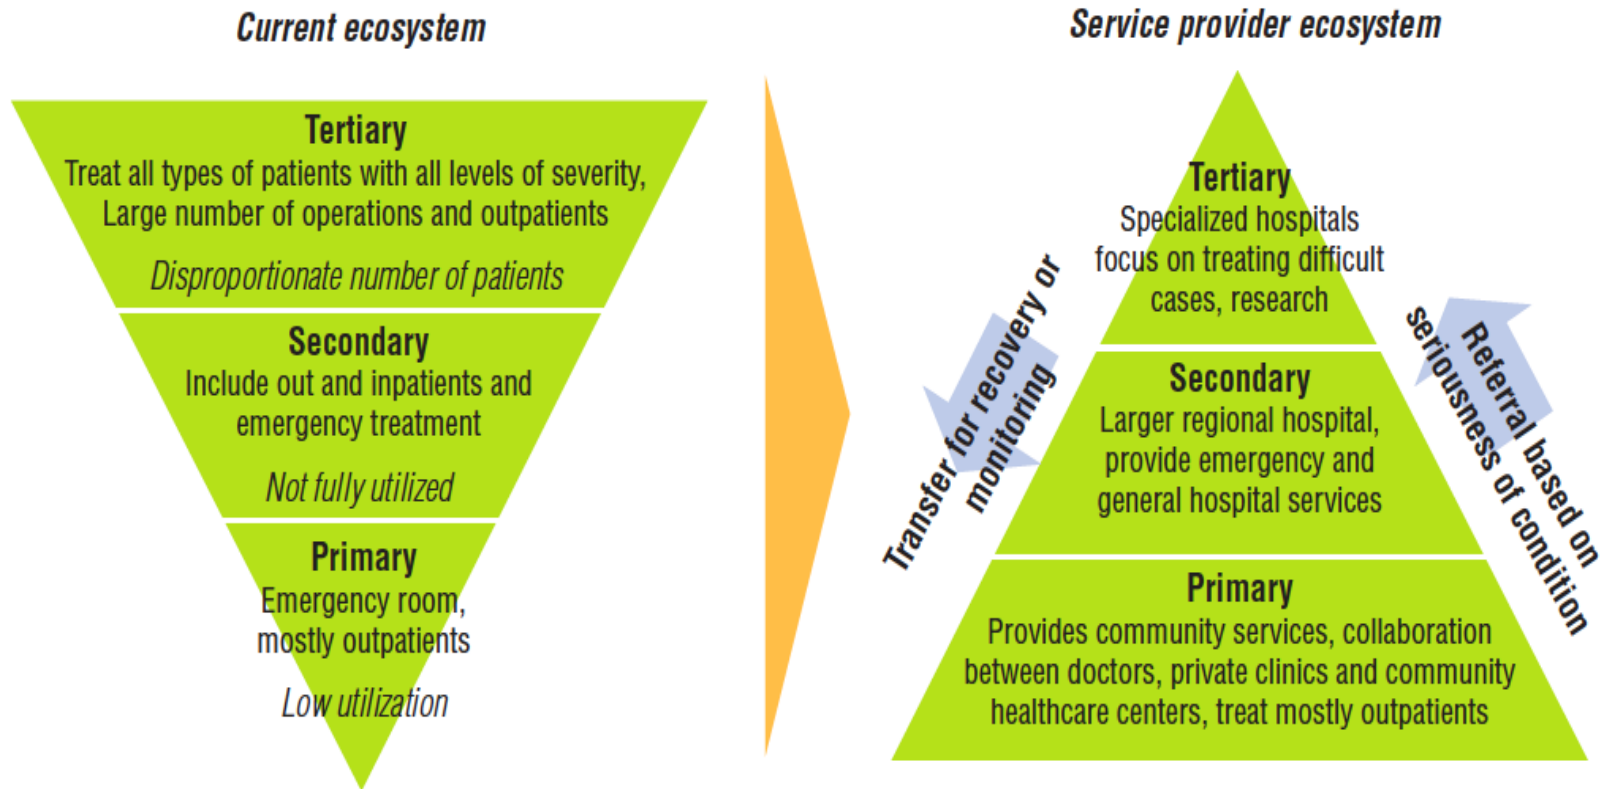 Current ecosystem
Tertiary
Treat all types of patients with all levels of severity,
Large number of operations and outpatients
Disproportionate number of patients
Secondary
Include out and inpatients and
emergency treatment
Not fully utilized
Primary
Emergency room,
mostly outpatients
Low utilization
Service provider ecosystem
Tertiary
Specialized hospitals
focus on treating difficult
cases, research
Secondary
Larger regional hospital,
provide emergency and
general hospital services
Primary
Provides community services, collaboration
between doctors, private clinics and community
healthcare centers, treat mostly outpatients
Transfer for recovery or
monitoring
Referral based on
seriousness of condition